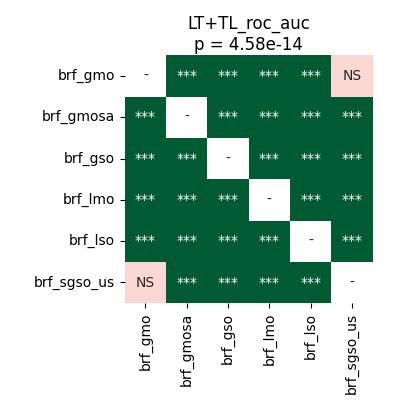 LT+TL_roc_auc
p = 4.58e-14
brf_gmo - *** *** *** *** NS
brf_gmosa *** - *** *** *** ***
brf_gso *** *** - *** *** ***
brf_lmo *** *** *** - *** ***
brf_lso *** *** *** *** - ***
brf_sgso_us NS *** *** *** *** -
brf_gmo brf_gmosa brf_gso brf_lmo brf_lso brf_sgso_us